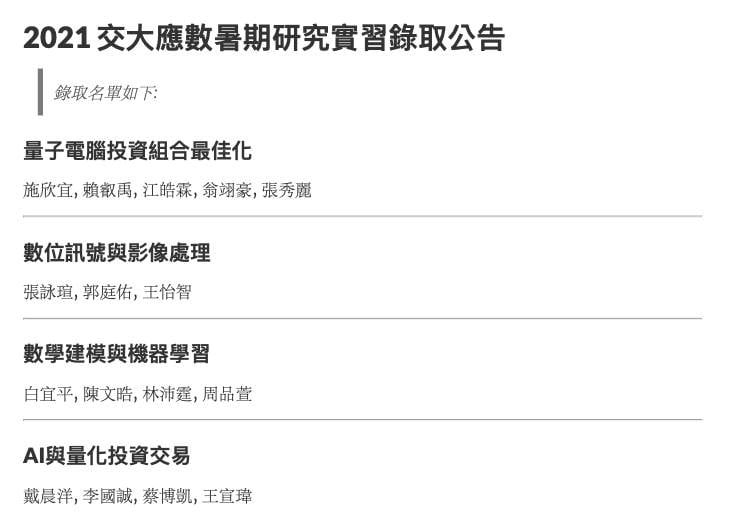 2021 交大應數暑期研究實習錄取公告
錄取名單如下:
量子電腦投資組合最佳化
施欣宜, 賴叡禹, 江皓霖, 翁翊豪, 張秀麗
數位訊號與影像處理
張詠瑄, 郭庭佑, 王怡智
數學建模與機器學習
白宜平, 陳文晧, 林沛霆, 周品萱
AI與量化投資交易
戴晨洋, 李國誠, 蔡博凱, 王宣瑋